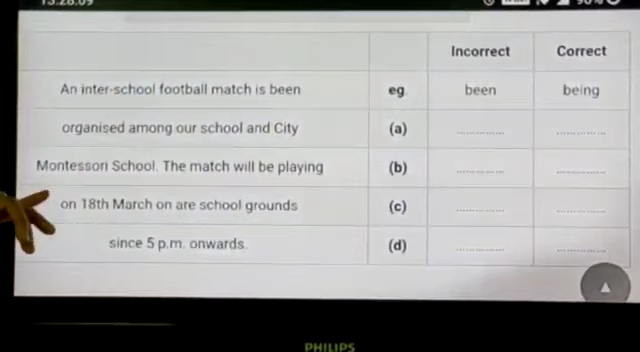 Incorrect Correct
An inter-school football match is been eg. been being
organised among our school and City (a) .............. ..............
Montessori School. The match will be playing (b) .............. ..............
on 18th March on are school grounds (c) .............. ..............
since 5 p.m. onwards. (d) .............. ..............
PHILIPS